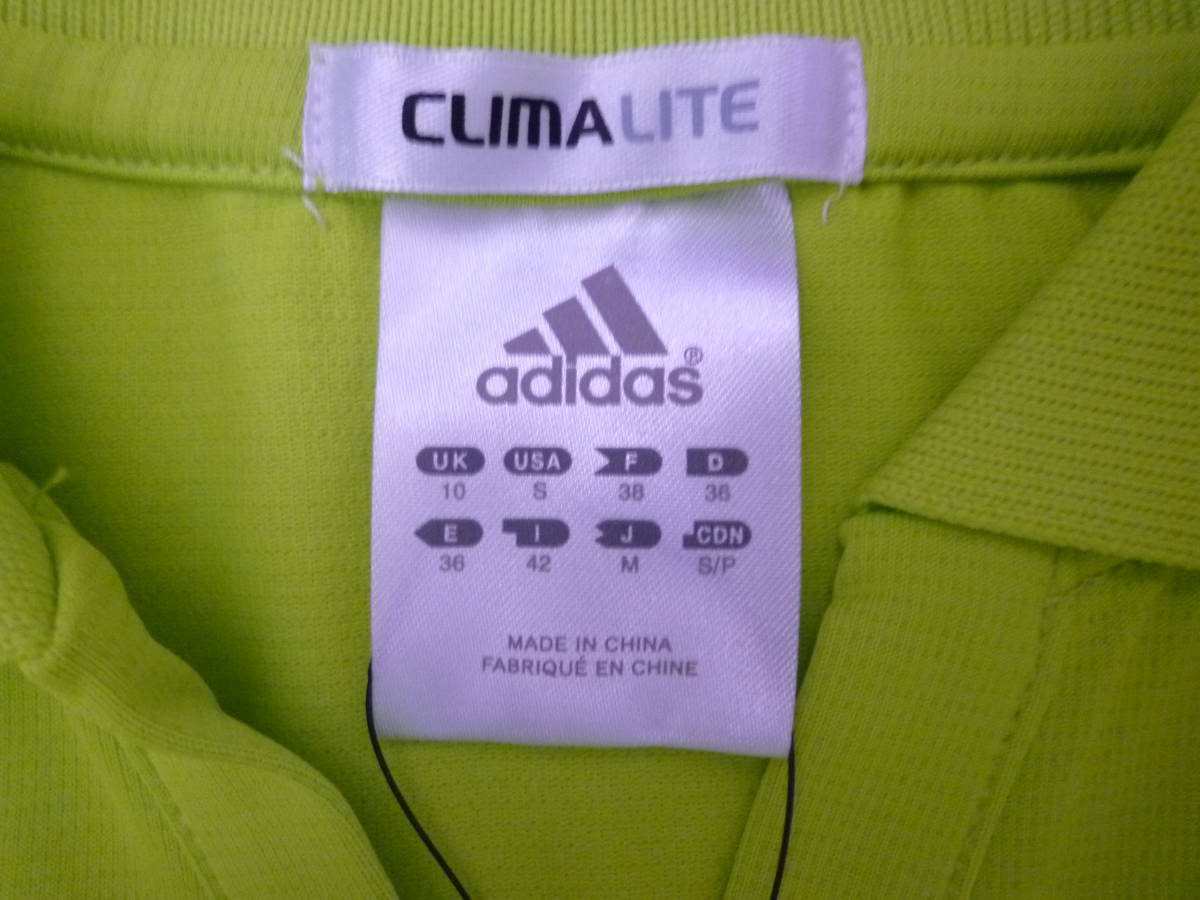 CLIMALITE
adidas®
UK USA F D
10 S 38 36
E I J CDN
36 42 M S/P
MADE IN CHINA
FABRIQUÉ EN CHINE